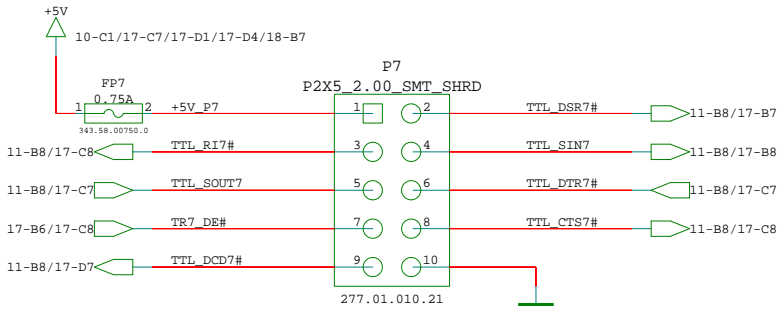 +5V
10-C1/17-C7/17-D1/17-D4/18-B7
P7
P2X5_2.00_SMT_SHRD
FP7
0.75A
1 2 +5V_P7 1 2 TTL_DSR7# 11-B8/17-B7
343.58.00750.0
11-B8/17-C8 TTL_RI7# 3 4 TTL_SIN7 11-B8/17-B8
11-B8/17-C7 TTL_SOUT7 5 6 TTL_DTR7# 11-B8/17-C7
17-B6/17-C8 TR7_DE# 7 8 TTL_CTS7# 11-B8/17-C8
11-B8/17-D7 TTL_DCD7# 9 10
277.01.010.21